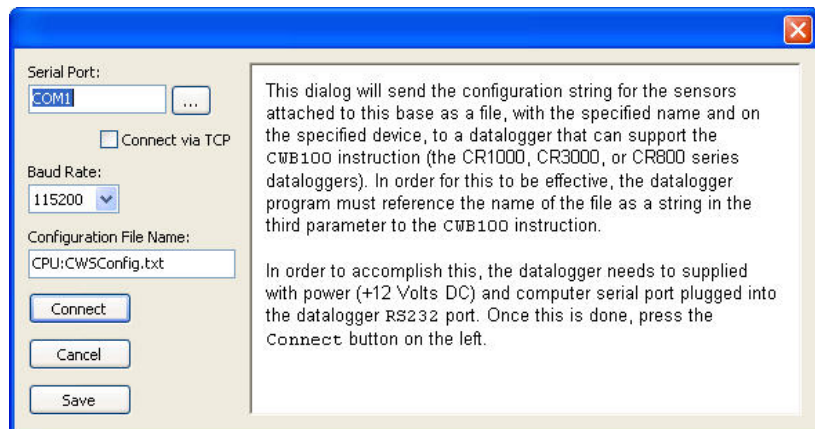 Serial Port:
COM1
...
Connect via TCP
Baud Rate:
115200
Configuration File Name:
CPU:CWSConfig.txt
Connect
Cancel
Save
This dialog will send the configuration string for the sensors
attached to this base as a file, with the specified name and on
the specified device, to a datalogger that can support the
CWB100 instruction (the CR1000, CR3000, or CR800 series
dataloggers). In order for this to be effective, the datalogger
program must reference the name of the file as a string in the
third parameter to the CWB100 instruction.
In order to accomplish this, the datalogger needs to supplied
with power (+12 Volts DC) and computer serial port plugged into
the datalogger RS232 port. Once this is done, press the
Connect button on the left.